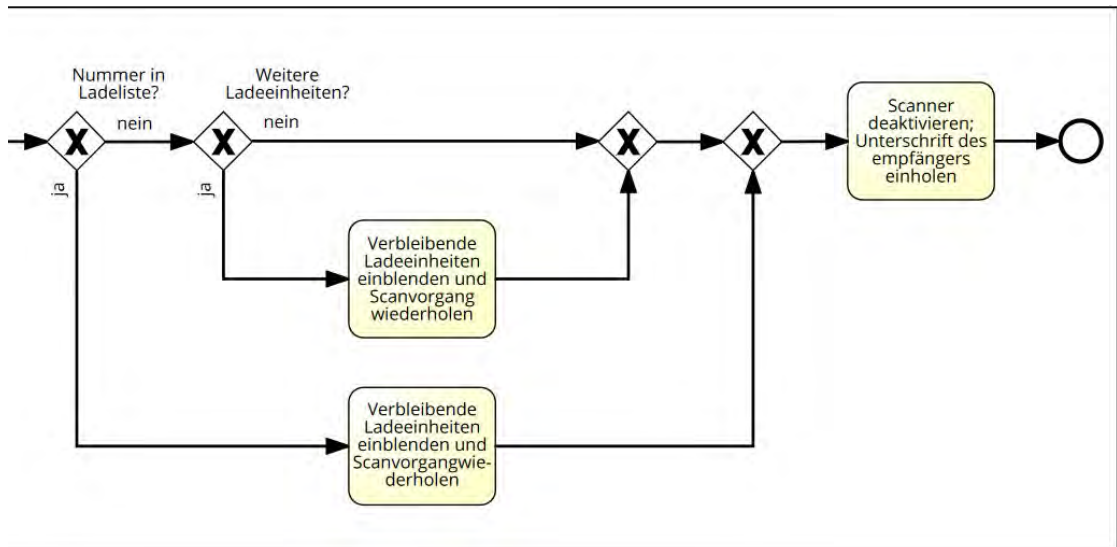 Nummer in
Ladeliste?
nein
ja
Weitere
Ladeeinheiten?
nein
ja
Scanner
deaktivieren;
Unterschrift des
empfängers
einholen
Verbleibende
Ladeeinheiten
einblenden und
Scanvorgang
wiederholen
Verbleibende
Ladeeinheiten
einblenden und
Scanvorgangwie-
derholen